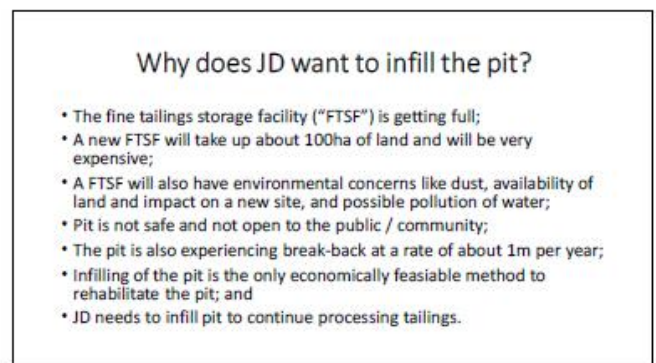 Why does JD want to infill the pit?
• The fine tailings storage facility ("FTSF") is getting full;
• A new FTSF will take up about 100ha of land and will be very
expensive;
• A FTSF will also have environmental concerns like dust, availability of
land and impact on a new site, and possible pollution of water;
• Pit is not safe and not open to the public / community;
• The pit is also experiencing break-back at a rate of about 1m per year;
• Infilling of the pit is the only economically feasiable method to
rehabilitate the pit; and
• JD needs to infill pit to continue processing tailings.